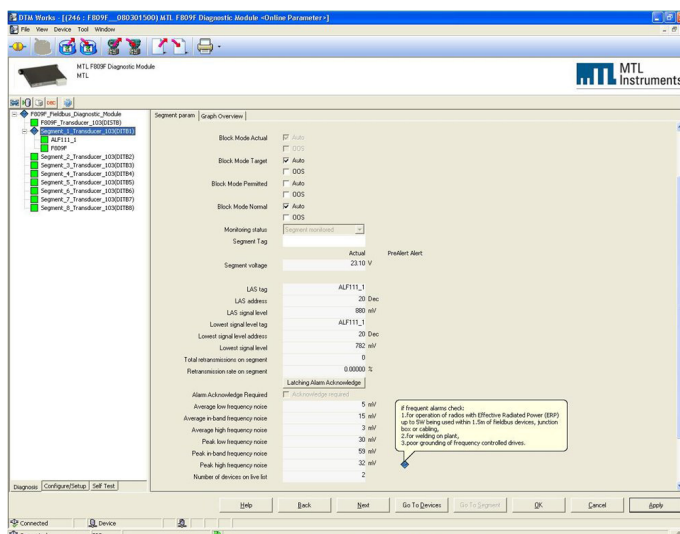 DTM Works - [(246 : F809F__080301500) MTL F809F Diagnostic Module <Online Parameter>]
File View Device Tool Window
MTL F809F Diagnostic Module
MTL
MTL
Instruments
F809F_Fieldbus_Diagnostic_Module
F809F_Transducer_103(DISTB)
Segment_1_Transducer_103(DITB1)
ALF111_1
F809F
Segment_2_Transducer_103(DITB2)
Segment_3_Transducer_103(DITB3)
Segment_4_Transducer_103(DITB4)
Segment_5_Transducer_103(DITB5)
Segment_6_Transducer_103(DITB6)
Segment_7_Transducer_103(DITB7)
Segment_8_Transducer_103(DITB8)
Diagnosis Configure/Setup Self Test
Segment param Graph Overview
Block Mode Actual Auto
OOS
Block Mode Target Auto
OOS
Block Mode Permitted Auto
OOS
Block Mode Normal Auto
OOS
Monitoring status Segment monitored
Segment Tag
Actual PreAlert Alert
Segment voltage 23.10 V
LAS tag ALF111_1
LAS address 20 Dec
LAS signal level 880 mV
Lowest signal level tag ALF111_1
Lowest signal level address 20 Dec
Lowest signal level 782 mV
Total retransmissions on segment 0
Retransmission rate on segment 0.00000 %
Latching Alarm Acknowledge
Alarm Acknowledge Required Acknowledge required
Average low frequency noise 5 mV
Average in-band frequency noise 15 mV
Average high frequency noise 3 mV
Peak low frequency noise 30 mV
Peak in-band frequency noise 59 mV
Peak high frequency noise 32 mV
Number of devices on live list 2
if frequent alarms check:
1.for operation of radios with Effective Radiated Power (ERP)
up to 5W being used within 1.5m of fieldbus devices, junction
box or cabling,
2.for welding on plant,
3.poor grounding of frequency controlled drives.
Help Back Next Go To Devices Go To Segment OK Cancel Apply
Connected Device